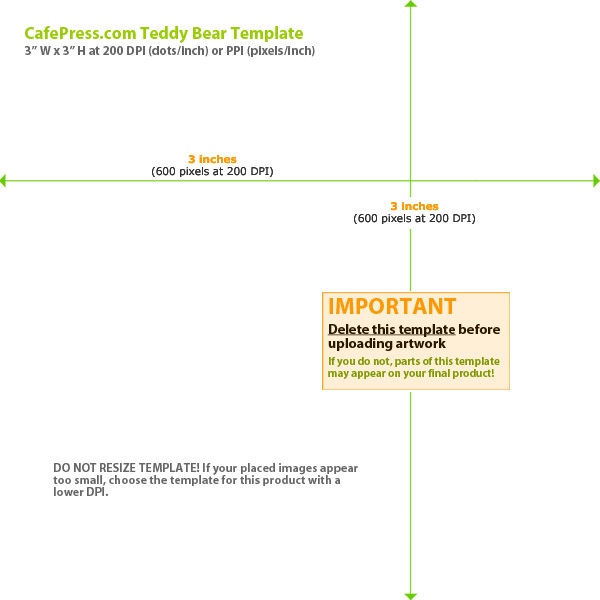 CafePress.com Teddy Bear Template
3” W x 3” H at 200 DPI (dots/inch) or PPI (pixels/inch)
3 inches
(600 pixels at 200 DPI)
3 inches
(600 pixels at 200 DPI)
IMPORTANT
Delete this template before
uploading artwork
If you do not, parts of this template
may appear on your final product!
DO NOT RESIZE TEMPLATE! If your placed images appear
too small, choose the template for this product with a
lower DPI.